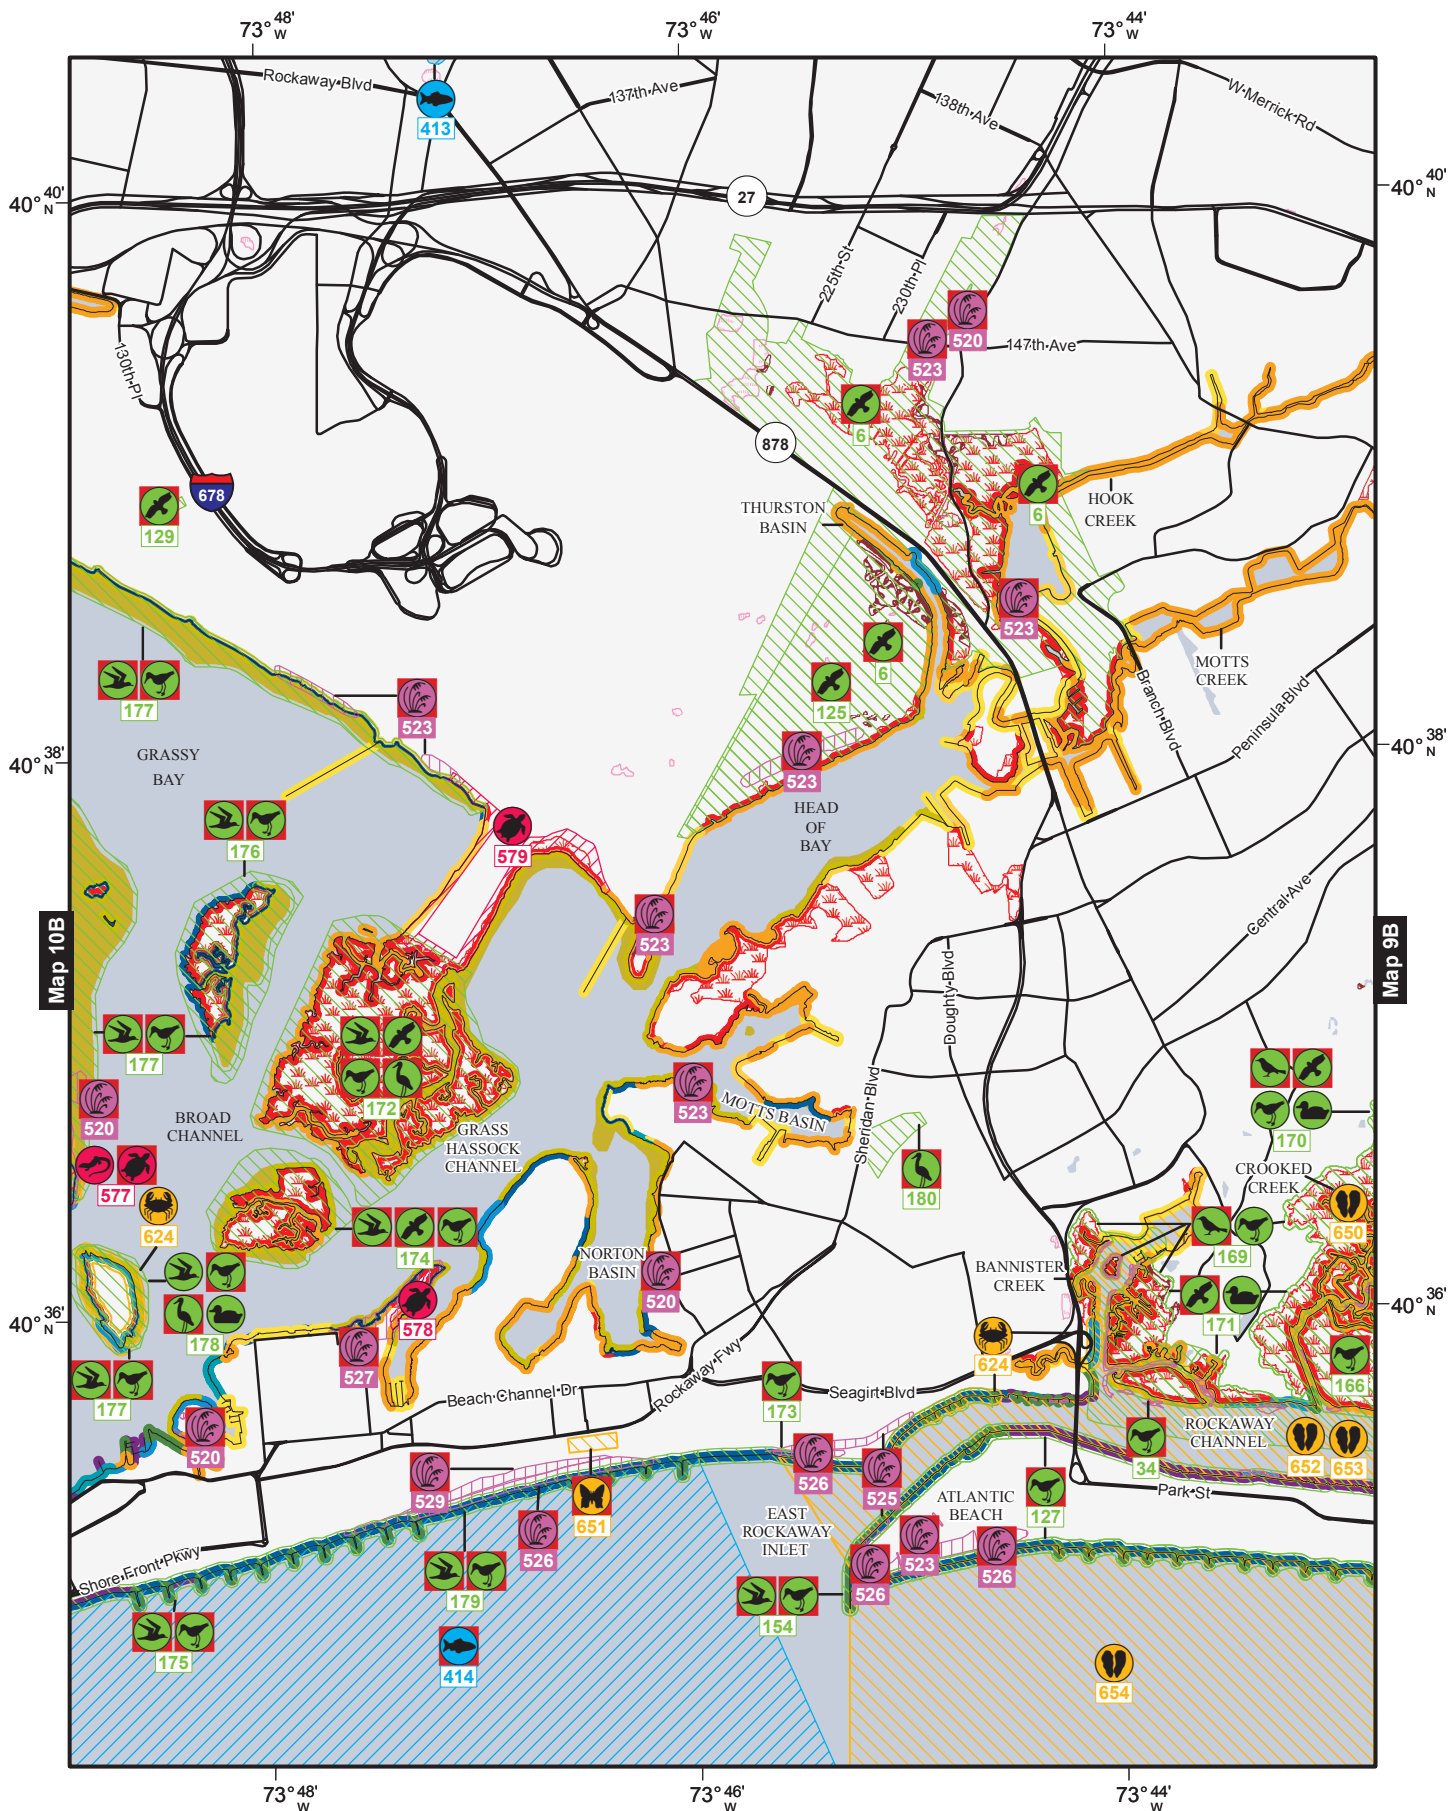 73° 48' W
73° 46' W
73° 44' W
Rockaway Blvd
137th Ave
138th Ave
W Merrick Rd
413
40° 40' N
27
40° 40' N
225th St
230th Pl
520
147th Ave
523
130th Pl
6
878
678
HOOK
CREEK
THURSTON
BASIN
6
129
523
6
MOTTS
CREEK
177
125
Branch Blvd
Peninsula Blvd
523
40° 38' N
GRASSY
BAY
523
40° 38' N
HEAD
OF
BAY
176
579
Central Ave
Map 10B
523
Map 9B
Doughty Blvd
177
172
520
BROAD
CHANNEL
GRASS
HASSOCK
CHANNEL
523
MOTTS BASIN
Sheridan Blvd
170
577
180
CROOKED
CREEK
624
174
650
169
NORTON
BASIN
BANNISTER
CREEK
520
178
578
171
40° 36' N
40° 36' N
527
624
166
177
Beach Channel Dr
Rockaway Fwy
173
Seagirt Blvd
520
ROCKAWAY
CHANNEL
34
652
653
529
526
525
Park St
651
EAST
ROCKAWAY
INLET
ATLANTIC
BEACH
127
526
523
526
526
Shore Front Pkwy
179
154
175
414
654
73° 48' W
73° 46' W
73° 44' W